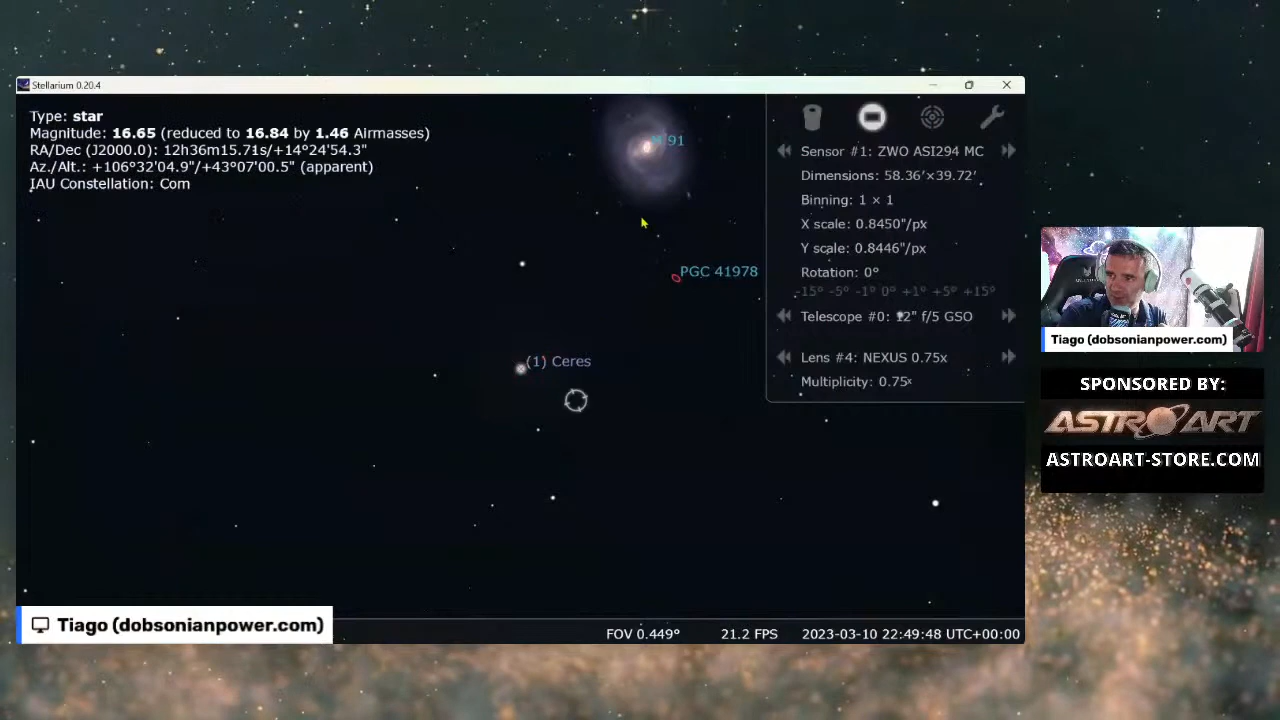 Stellarium 0.20.4
Type: star
Magnitude: 16.65 (reduced to 16.84 by 1.46 Airmasses)
RA/Dec (J2000.0): 12h36m15.71s/+14°24'54.3"
Az./Alt.: +106°32'04.9"/+43°07'00.5" (apparent)
IAU Constellation: Com
91
PGC 41978
(1) Ceres
Sensor #1: ZWO ASI294 MC
Dimensions: 58.36′×39.72′
Binning: 1 × 1
X scale: 0.8450"/px
Y scale: 0.8446"/px
Rotation: 0°
-15° -5° -1° 0° +1° +5° +15°
Telescope #0: 12" f/5 GSO
Lens #4: NEXUS 0.75x
Multiplicity: 0.75x
Tiago (dobsonianpower.com)
SPONSORED BY:
ASTROART
ASTROART-STORE.COM
Tiago (dobsonianpower.com)
FOV 0.449° 21.2 FPS 2023-03-10 22:49:48 UTC+00:00